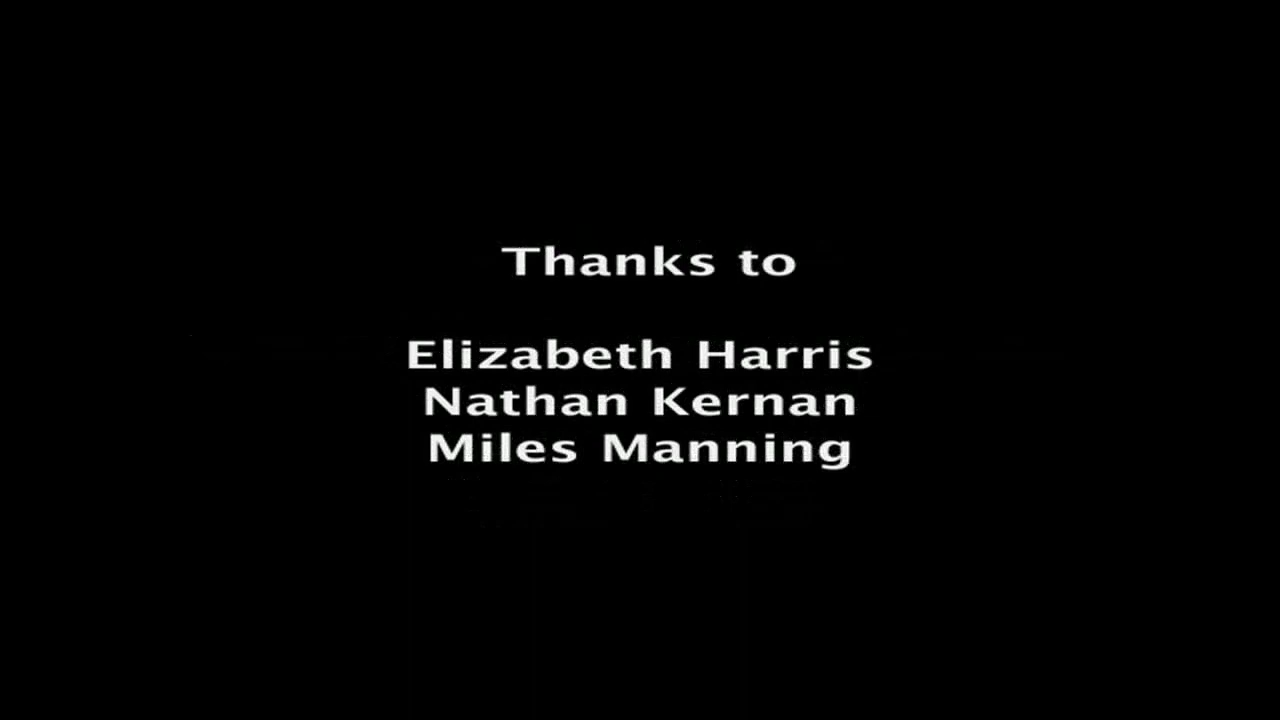 Thanks to
Elizabeth Harris
Nathan Kernan
Miles Manning